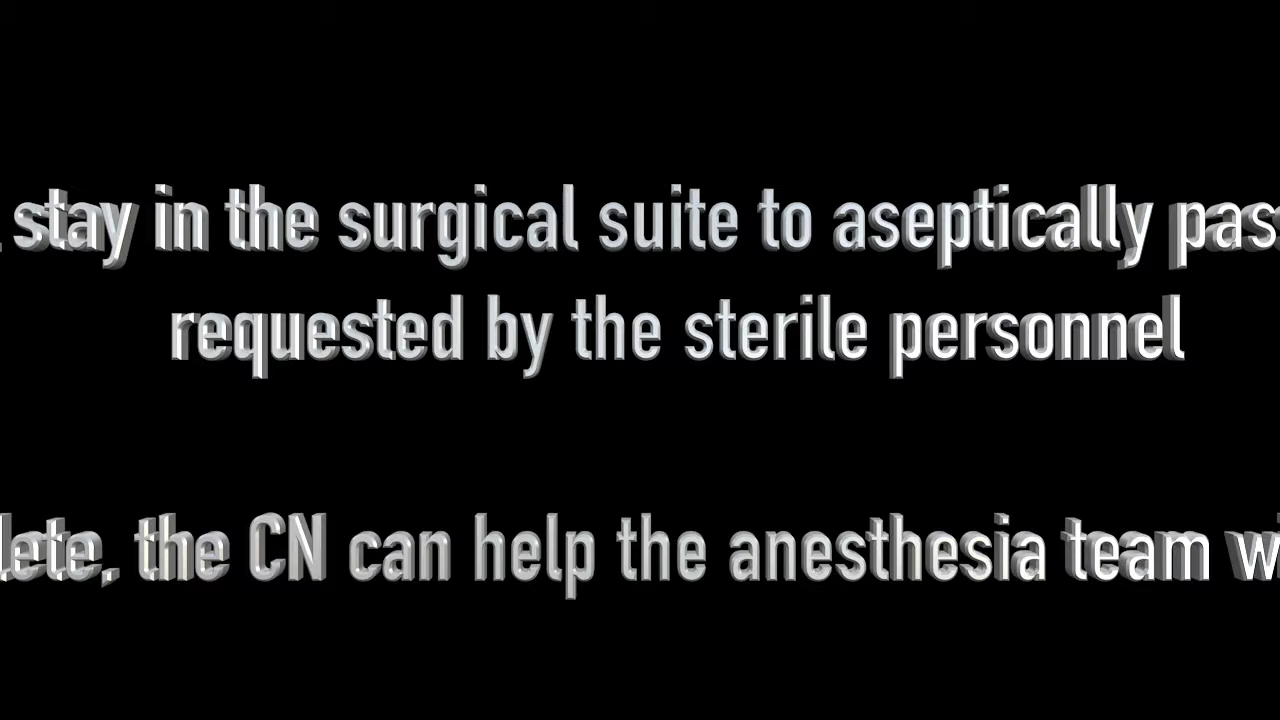 stay in the surgical suite to aseptically pas
requested by the sterile personnel
lete, the CN can help the anesthesia team w